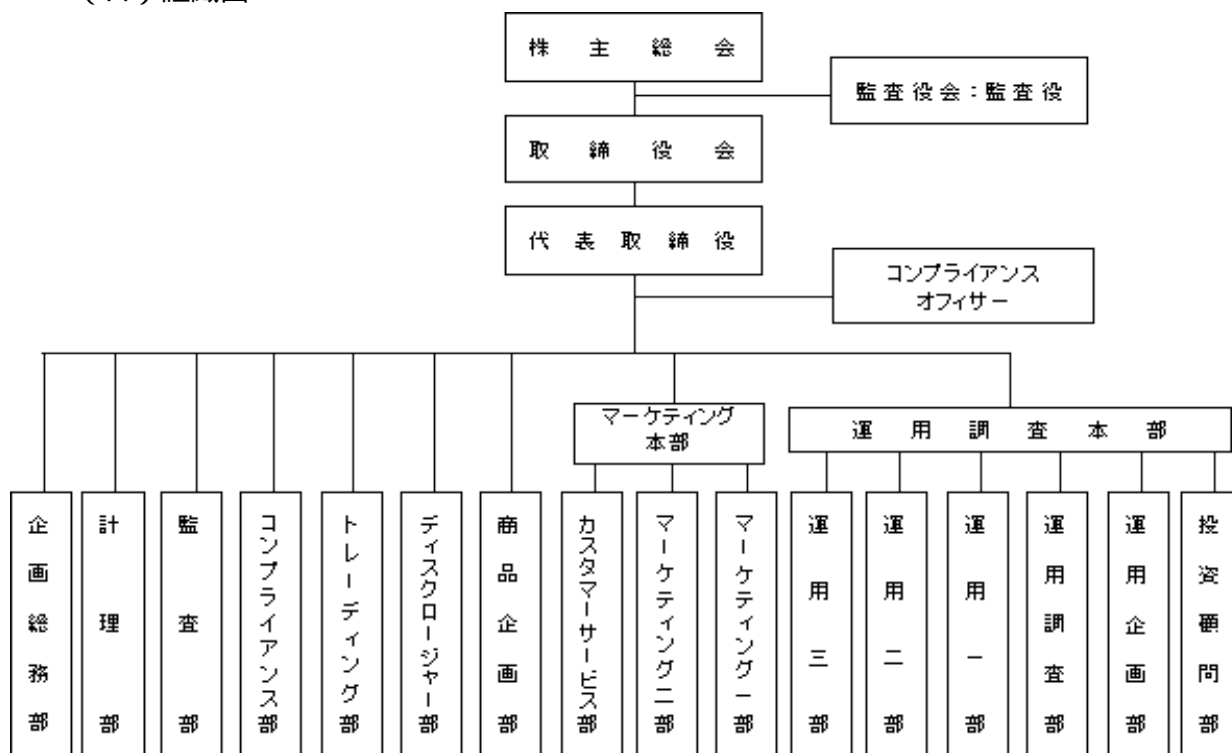 株主総会
監査役会：監査役
取締役会
代表取締役
コンプライアンス
オフィサー
マーケティング
本部
運用調査本部
企画総務部
計理部
監査部
コンプライアンス部
トレーディング部
ディスクロージャー部
商品企画部
カスタマーサービス部
マーケティング二部
マーケティング一部
運用三部
運用二部
運用一部
運用調査部
運用企画部
投資顧問部